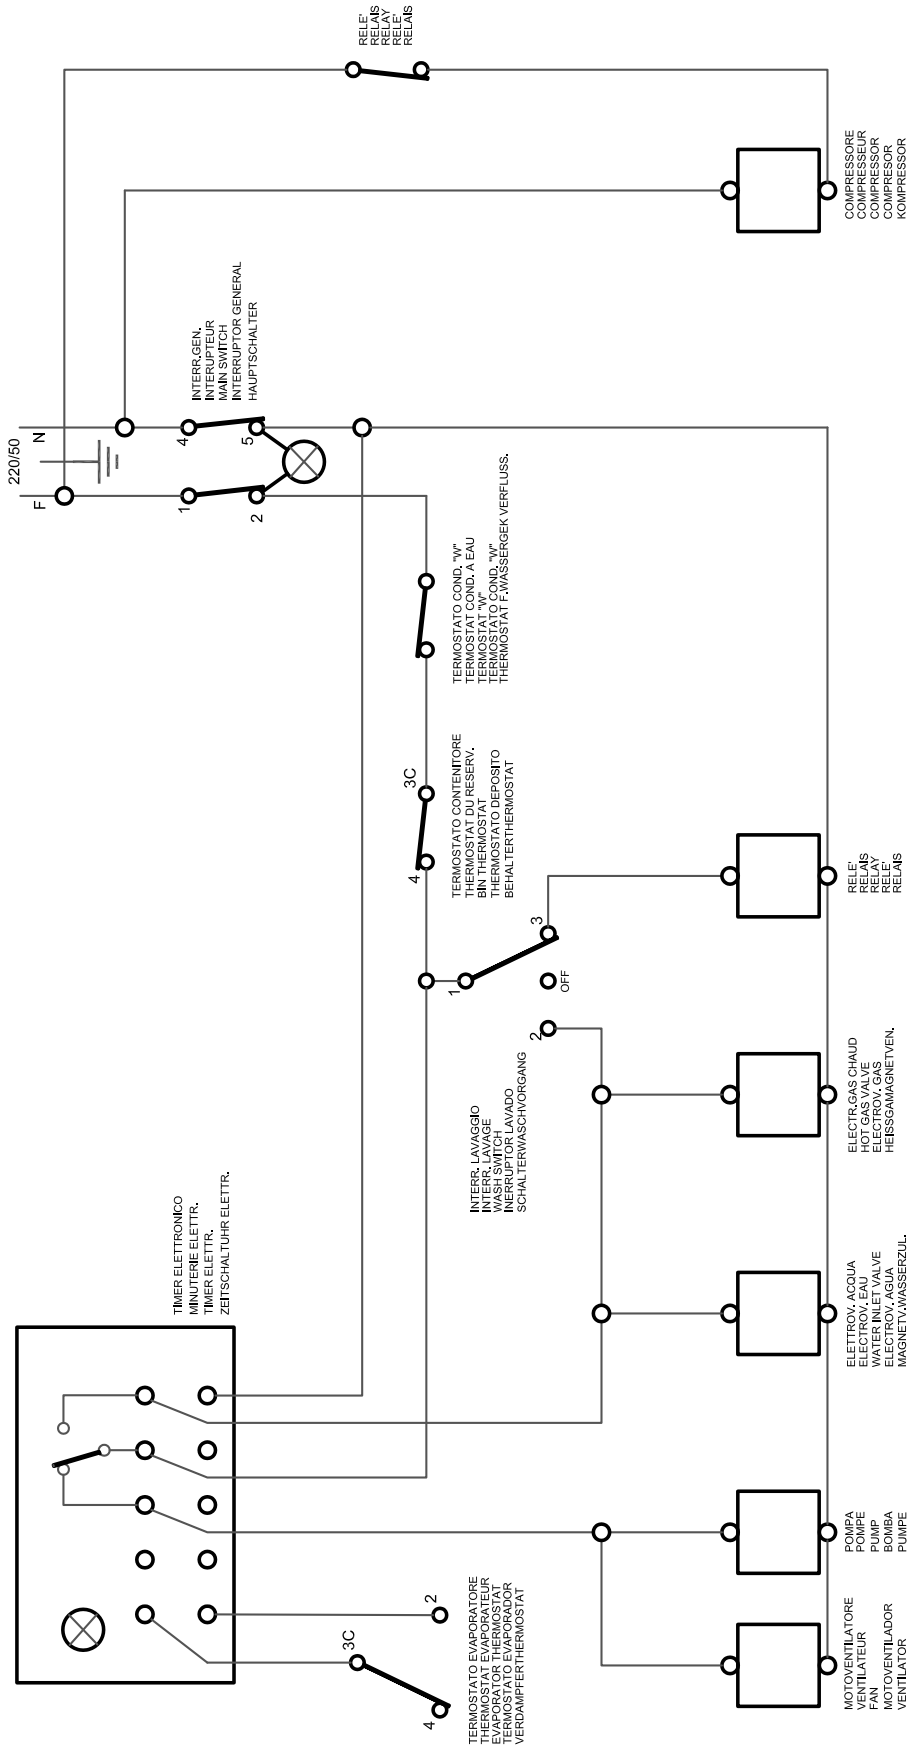 RELE'
RELAIS
RELAY
RELE'
RELAIS
COMPRESSORE
COMPRESSEUR
COMPRESSOR
COMPRESOR
KOMPRESSOR
220/50
N
F
INTERR.GEN.
INTERUPTEUR
MAIN SWITCH
INTERRUPTOR GENERAL
HAUPTSCHALTER
4
5
1
2
TERMOSTATO COND. "W"
TERMOSTAT COND. A EAU
TERMOSTAT "W"
TERMOSTATO COND. "W"
THERMOSTAT F.WASSERGEK VERFLUSS.
3C
4
TERMOSTATO CONTENITORE
THERMOSTAT DU RESERV.
BIN THERMOSTAT
THERMOSTATO DEPOSITO
BEHALTERTHERMOSTAT
1
3
OFF
2
RELE'
RELAIS
RELAY
RELE'
RELAIS
INTERR. LAVAGGIO
INTERR. LAVAGE
WASH SWITCH
INERRUPTOR LAVADO
SCHALTERWASCHVORGANG
ELECTR.GAS CHAUD
HOT GAS VALVE
ELECTROV. GAS
HEISSGAMAGNETVEN.
TIMER ELETTRONICO
MINUTERIE ELETTR.
TIMER ELETTR.
ZEITSCHALTUHR ELETTR.
ELETTROV. ACQUA
ELECTROV. EAU
WATER INLET VALVE
ELECTROV. AGUA
MAGNETV.WASSERZUL.
POMPA
POMPE
PUMP
BOMBA
PUMPE
3C
2
4
TERMOSTATO EVAPORATORE
THERMOSTAT EVAPORATEUR
EVAPORATOR THERMOSTAT
TERMOSTATO EVAPORADOR
VERDAMPFERTHERMOSTAT
MOTOVENTILATORE
VENTILATEUR
FAN
MOTOVENTILADOR
VENTILATOR